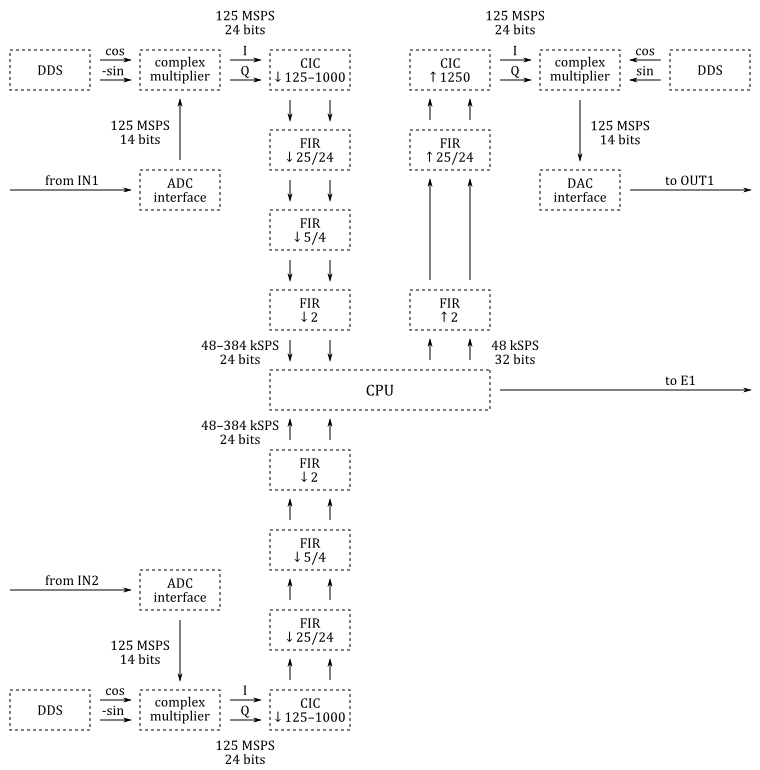 125 MSPS
24 bits
DDS
cos
-sin
complex
multiplier
I
Q
CIC
↓125–1000
125 MSPS
14 bits
from IN1
ADC
interface
FIR
↓25/24
FIR
↓5/4
FIR
↓2
48–384 kSPS
24 bits
125 MSPS
24 bits
CIC
↑1250
I
Q
complex
multiplier
cos
sin
DDS
FIR
↑25/24
125 MSPS
14 bits
DAC
interface
to OUT1
FIR
↑2
48 kSPS
32 bits
CPU
to E1
48–384 kSPS
24 bits
FIR
↓2
FIR
↓5/4
FIR
↓25/24
from IN2
ADC
interface
125 MSPS
14 bits
DDS
cos
-sin
complex
multiplier
I
Q
CIC
↓125–1000
125 MSPS
24 bits